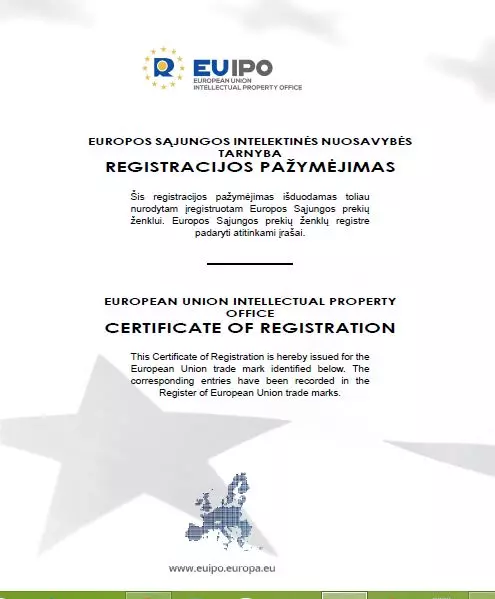 EUIPO
EUROPEAN UNION
INTELLECTUAL PROPERTY OFFICE
EUROPOS SĄJUNGOS INTELEKTINĖS NUOSAVYBĖS
TARNYBA
REGISTRACIJOS PAŽYMĖJIMAS
Šis registracijos pažymėjimas išduodamas toliau
nurodytam įregistruotam Europos Sąjungos prekių
ženklui. Europos Sąjungos prekių ženklų registre
padaryti atitinkami įrašai.
EUROPEAN UNION INTELLECTUAL PROPERTY
OFFICE
CERTIFICATE OF REGISTRATION
This Certificate of Registration is hereby issued for the
European Union trade mark identified below. The
corresponding entries have been recorded in the
Register of European Union trade marks.
www.euipo.europa.eu